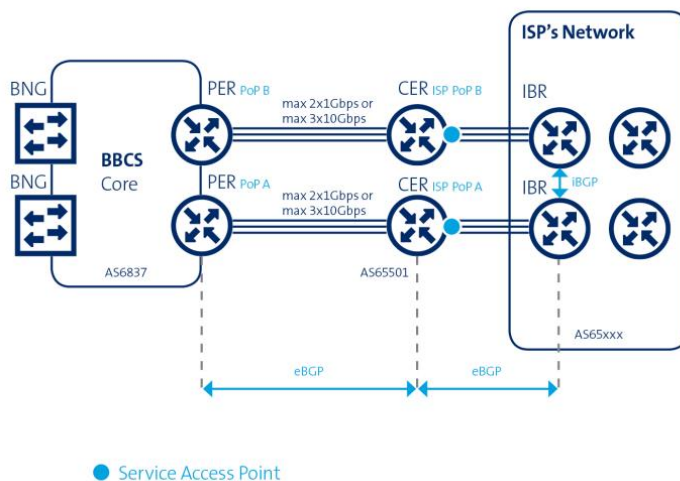 ISP's Network
BNG
PER PoP B
CER ISP PoP B
IBR
max 2x1Gbps or
max 3x10Gbps
BBCS
Core
BNG
PER PoP A
CER ISP PoP A
IBR
iBGP
max 2x1Gbps or
max 3x10Gbps
AS6837
AS65501
AS65xxx
eBGP
eBGP
Service Access Point